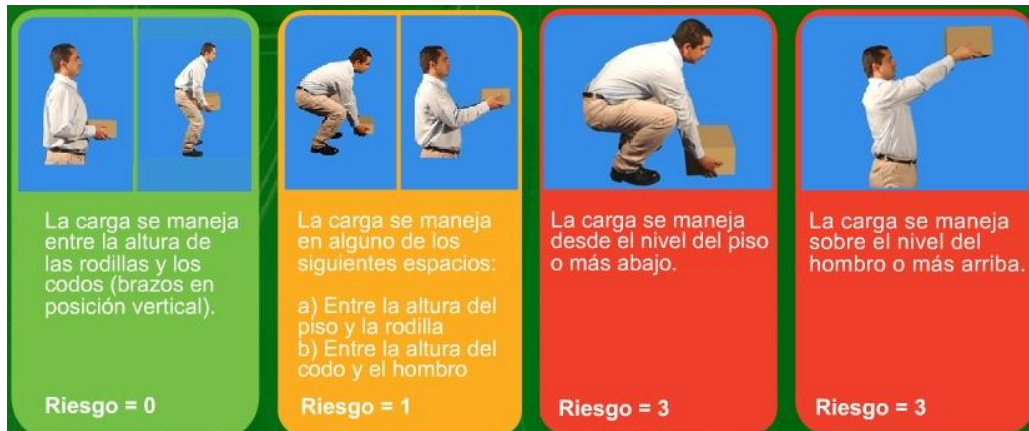 La carga se maneja
entre la altura de
las rodillas y los
codos (brazos en
posición vertical).
Riesgo = 0
La carga se maneja
en alguno de los
siguientes espacios:
a) Entre la altura del
piso y la rodilla
b) Entre la altura del
codo y el hombro
Riesgo = 1
La carga se maneja
desde el nivel del piso
o más abajo.
Riesgo = 3
La carga se maneja
sobre el nivel del
hombro o más arriba.
Riesgo = 3